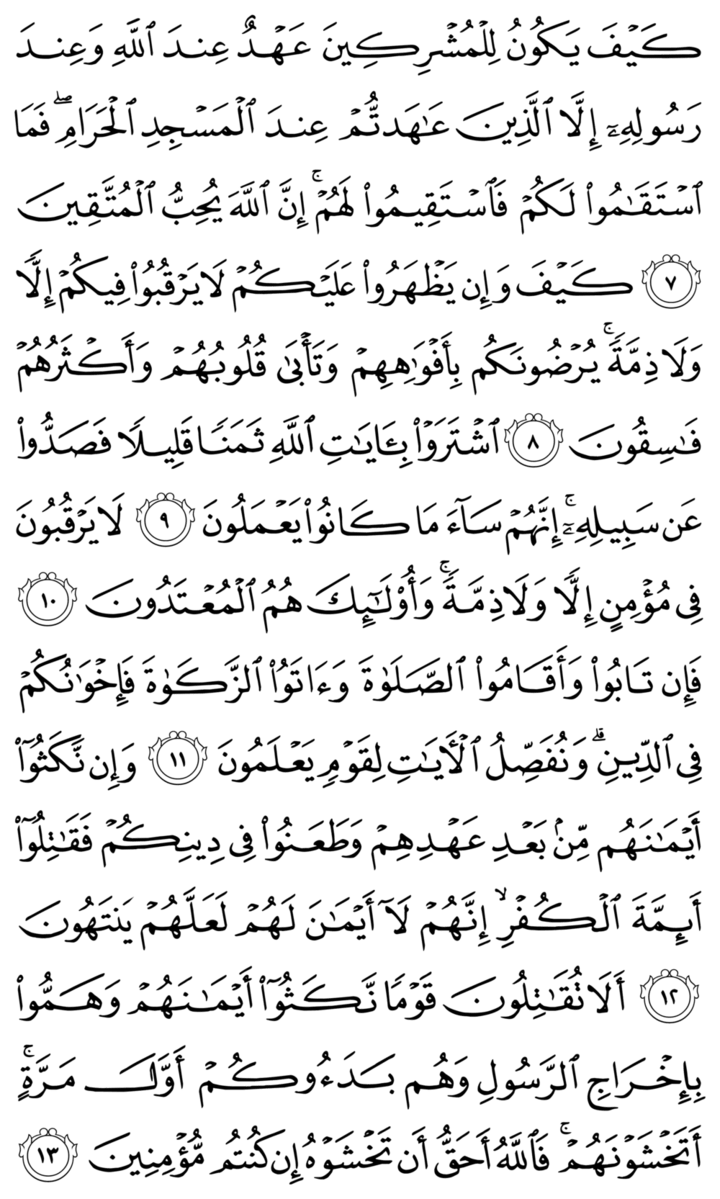 كَيۡفَ يَكُونُ لِلۡمُشۡرِكِينَ عَهۡدٌ عِندَ ٱللَّهِ وَعِندَ
رَسُولِهِۦٓ إِلَّا ٱلَّذِينَ عَٰهَدتُّمۡ عِندَ ٱلۡمَسۡجِدِ ٱلۡحَرَامِۖ فَمَا
ٱسۡتَقَٰمُواْ لَكُمۡ فَٱسۡتَقِيمُواْ لَهُمۡۚ إِنَّ ٱللَّهَ يُحِبُّ ٱلۡمُتَّقِينَ
٧ كَيۡفَ وَإِن يَظۡهَرُواْ عَلَيۡكُمۡ لَا يَرۡقُبُواْ فِيكُمۡ إِلّٗا
وَلَا ذِمَّةٗۚ يُرۡضُونَكُم بِأَفۡوَٰهِهِمۡ وَتَأۡبَىٰ قُلُوبُهُمۡ وَأَكۡثَرُهُمۡ
فَٰسِقُونَ ٨ ٱشۡتَرَوۡاْ بِـَٔايَٰتِ ٱللَّهِ ثَمَنٗا قَلِيلٗا فَصَدُّواْ
عَن سَبِيلِهِۦٓۚ إِنَّهُمۡ سَآءَ مَا كَانُواْ يَعۡمَلُونَ ٩ لَا يَرۡقُبُونَ
فِي مُؤۡمِنٍ إِلّٗا وَلَا ذِمَّةٗۚ وَأُوْلَٰٓئِكَ هُمُ ٱلۡمُعۡتَدُونَ ١٠
فَإِن تَابُواْ وَأَقَامُواْ ٱلصَّلَوٰةَ وَءَاتَوُاْ ٱلزَّكَوٰةَ فَإِخۡوَٰنُكُمۡ
فِي ٱلدِّينِۗ وَنُفَصِّلُ ٱلۡأٓيَٰتِ لِقَوۡمٖ يَعۡلَمُونَ ١١ وَإِن نَّكَثُوٓاْ
أَيۡمَٰنَهُم مِّنۢ بَعۡدِ عَهۡدِهِمۡ وَطَعَنُواْ فِي دِينِكُمۡ فَقَٰتِلُوٓاْ
أَئِمَّةَ ٱلۡكُفۡرِ إِنَّهُمۡ لَآ أَيۡمَٰنَ لَهُمۡ لَعَلَّهُمۡ يَنتَهُونَ
١٢ أَلَا تُقَٰتِلُونَ قَوۡمٗا نَّكَثُوٓاْ أَيۡمَٰنَهُمۡ وَهَمُّواْ
بِإِخۡرَاجِ ٱلرَّسُولِ وَهُم بَدَءُوكُمۡ أَوَّلَ مَرَّةٍۚ
أَتَخۡشَوۡنَهُمۡۚ فَٱللَّهُ أَحَقُّ أَن تَخۡشَوۡهُ إِن كُنتُم مُّؤۡمِنِينَ ١٣